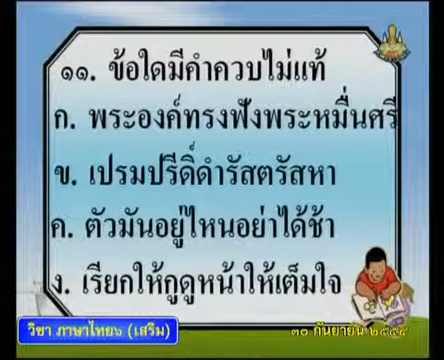 ๑๑. ข้อใดมีคำควบไม่แท้
ก. พระองค์ทรงฟังพระหมื่นศรี
ข. เปรมปรีดิ์ดำรัสตรัสหา
ค. ตัวมันอยู่ไหนอย่าได้ช้า
ง. เรียกให้กูดูหน้าให้เต็มใจ
วิชา ภาษาไทย๖ (เสริม)
๓๐ กันยายน ๒๕๕๔